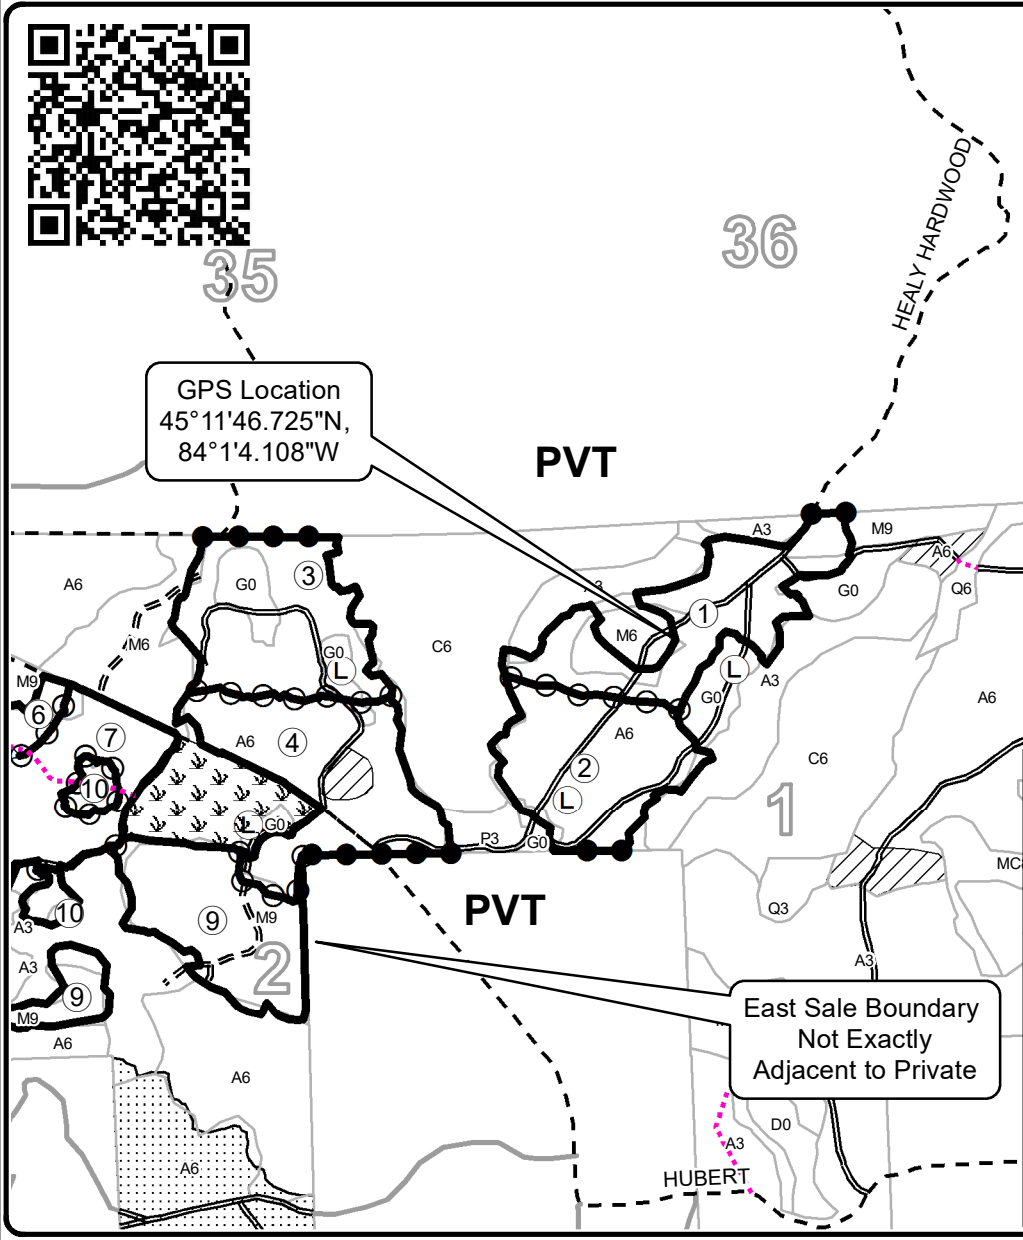 35
36
HEALY HARDWOOD
GPS Location
45°11'46.725"N,
84°1'4.108"W
PVT
A3
M9
A6
Q6
G0
3
A6
G0
M6
C6
M6
1
G0
L
L
G0
A3
A6
M9
6
7
A6
4
A6
C6
10
2
L
1
L
G0
P3
G0
MC
10
9
M9
PVT
Q3
A3
A3
A3
2
9
M9
A6
East Sale Boundary
Not Exactly
Adjacent to Private
A6
D0
A3
A6
HUBERT